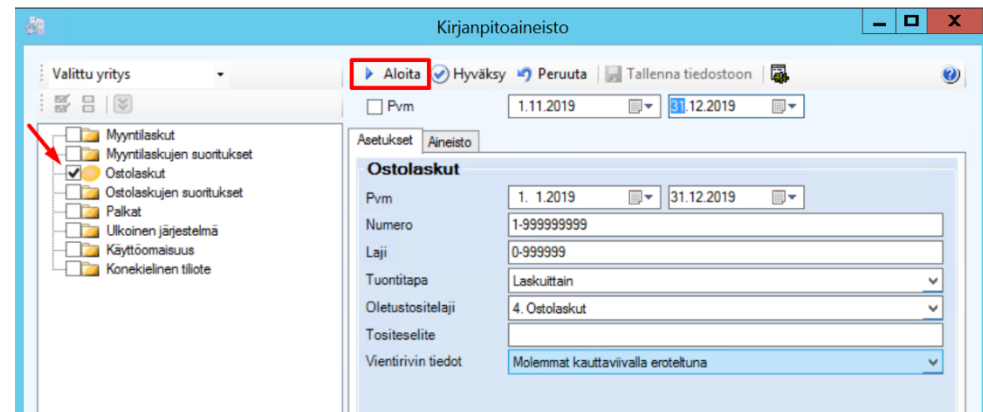 Kirjanpitoaineisto
Valittu yritys
Aloita Hyväksy Peruuta Tallenna tiedostoon
Pvm 1.11.2019 31.12.2019
Myyntilaskut
Myyntilaskujen suoritukset
Ostolaskut
Ostolaskujen suoritukset
Palkat
Ulkoinen järjestelmä
Käyttöomaisuus
Konekielinen tiliote
Asetukset Aineisto
Ostolaskut
Pvm 1. 1.2019 31.12.2019
Numero 1-999999999
Laji 0-999999
Tuontitapa Laskuittain
Oletustositelaji 4. Ostolaskut
Tositeselite
Vientirivin tiedot Molemmat kauttaviivalla eroteltuna